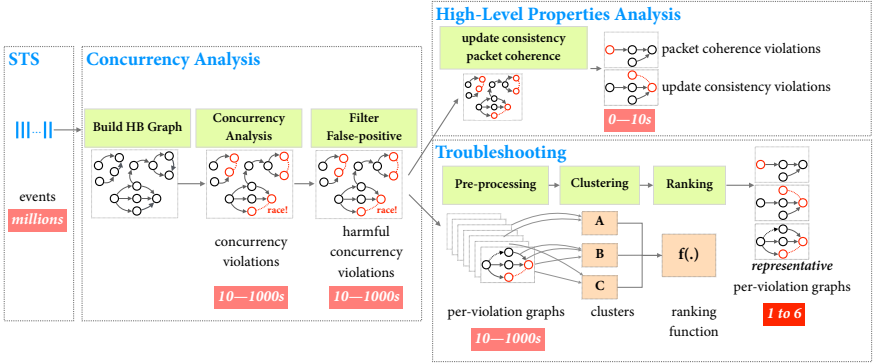 STS
events
millions
Concurrency Analysis
Build HB Graph
Concurrency
Analysis
race!
concurrency
violations
10—1000s
Filter
False-positive
race!
harmful
concurrency
violations
10—1000s
High-Level Properties Analysis
update consistency
packet coherence
packet coherence violations
update consistency violations
0—10s
Troubleshooting
Pre-processing
Clustering
Ranking
A
B
C
f(.)
per-violation graphs
10—1000s
clusters
ranking
function
representative
per-violation graphs
1 to 6